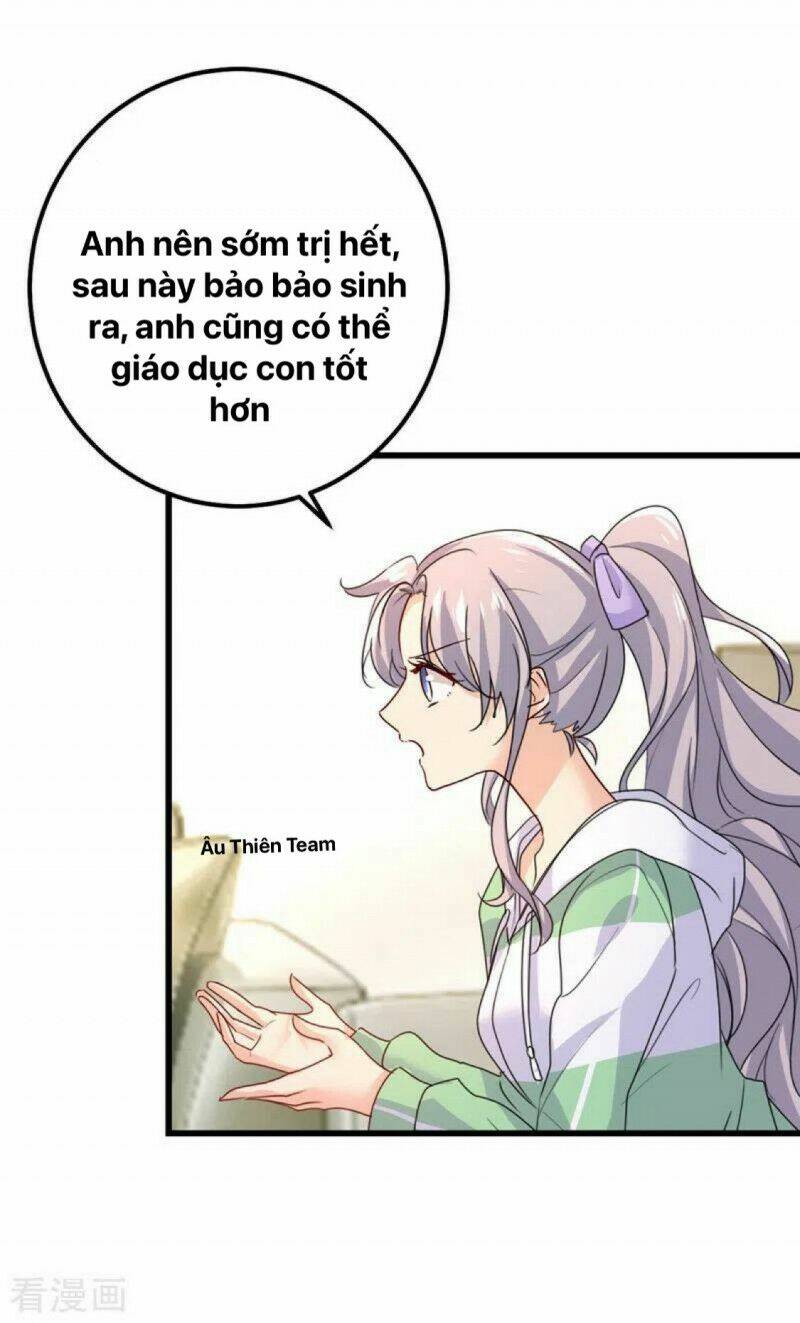 Anh nên sớm trị hết,
sau này bảo bảo sinh
ra, anh cũng có thể
giáo dục con tốt
hơn
Âu Thiên Team
看漫画